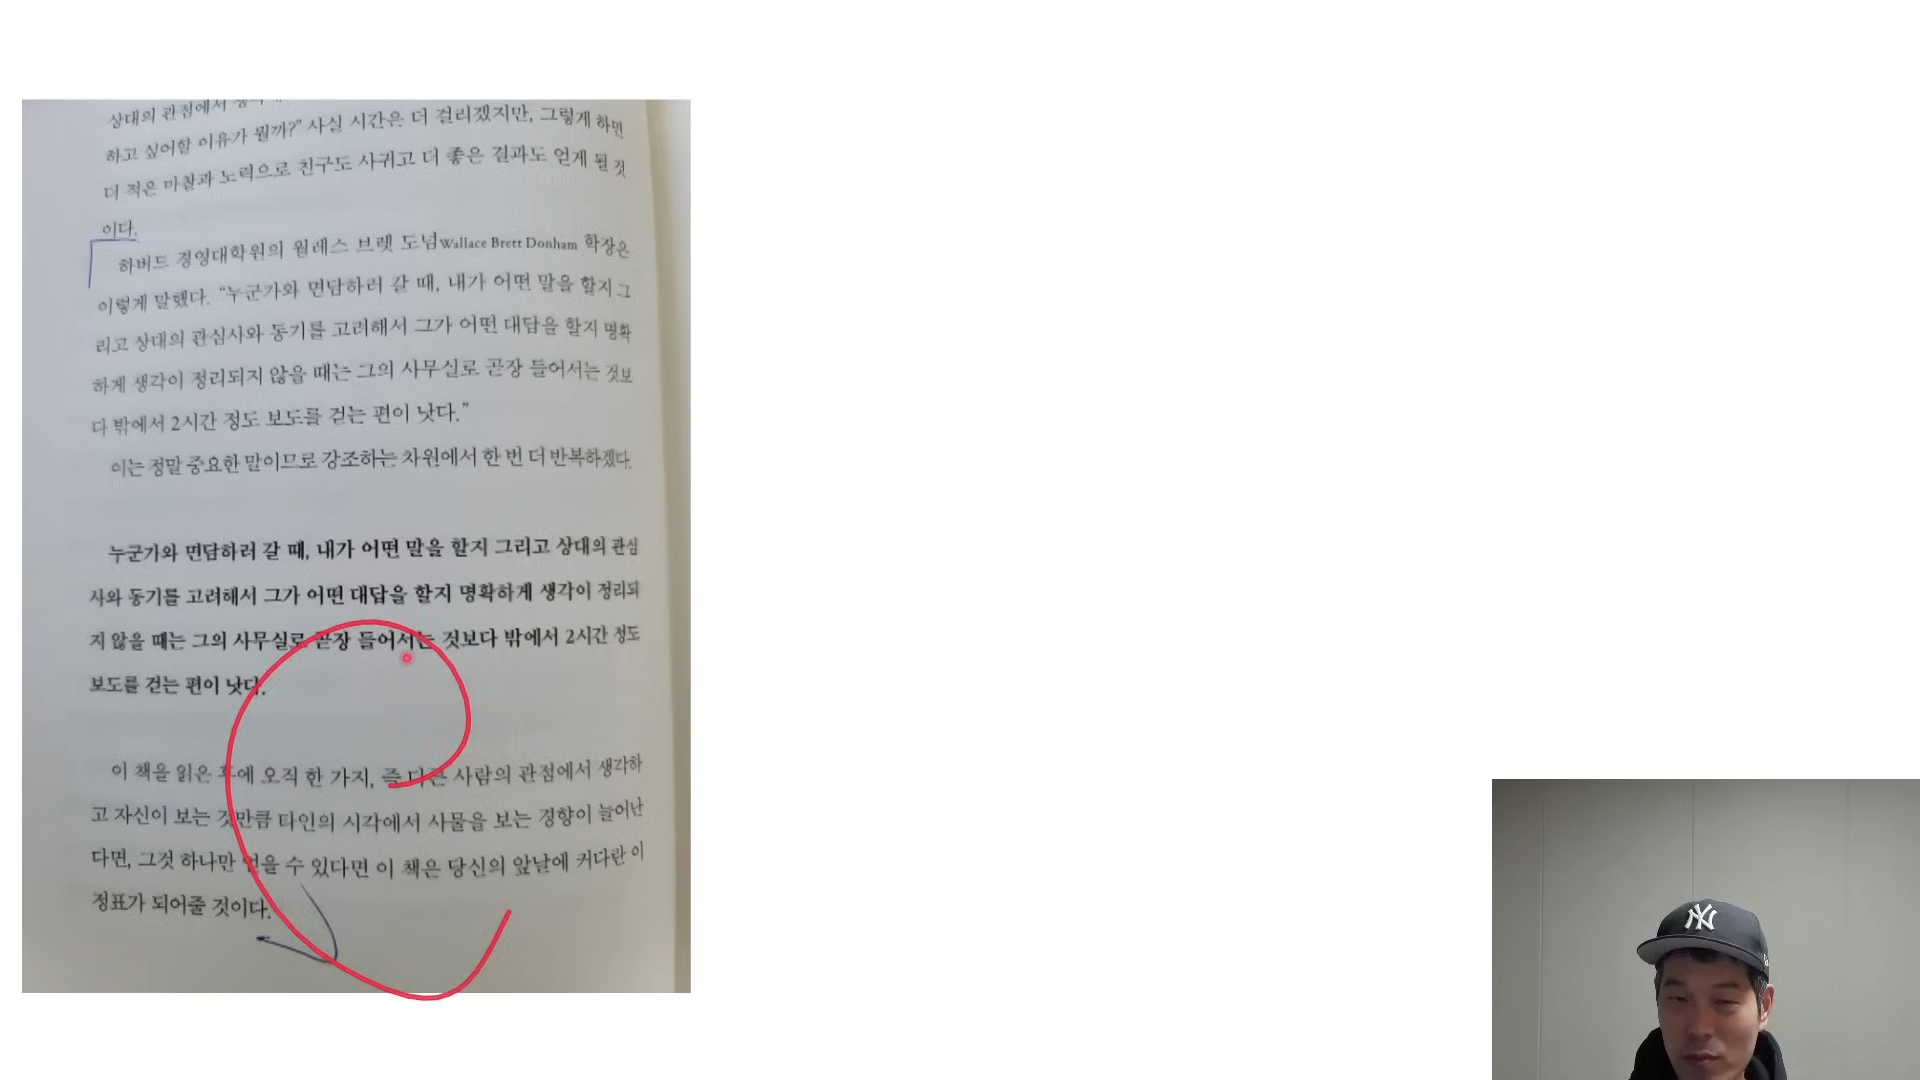 상대의 관점에서
하고 싶어할 이유가 뭘까?" 사실 시간은 더 걸리겠지만, 그렇게 하면
더 적은 마찰과 노력으로 친구도 사귀고 더 좋은 결과도 얻게 될 것
이다.
하버드 경영대학원의 월레스 브렛 도넘Wallace Brett Donham 학장은
이렇게 말했다. "누군가와 면담하러 갈 때, 내가 어떤 말을 할지 그
리고 상대의 관심사와 동기를 고려해서 그가 어떤 대답을 할지 명확
하게 생각이 정리되지 않을 때는 그의 사무실로 곧장 들어서는 것보
다 밖에서 2시간 정도 보도를 걷는 편이 낫다."
이는 정말 중요한 말이므로 강조하는 차원에서 한 번 더 반복하겠다.
누군가와 면담하러 갈 때, 내가 어떤 말을 할지 그리고 상대의 관심
사와 동기를 고려해서 그가 어떤 대답을 할지 명확하게 생각이 정리되
지 않을 때는 그의 사무실로 곧장 들어서는 것보다 밖에서 2시간 정도
보도를 걷는 편이 낫다.
이 책을 읽은 후에 오직 한 가지, 즉 다른 사람의 관점에서 생각하
고 자신이 보는 것만큼 타인의 시각에서 사물을 보는 경향이 늘어난
다면, 그것 하나만 얻을 수 있다면 이 책은 당신의 앞날에 커다란 이
정표가 되어줄 것이다.
NY